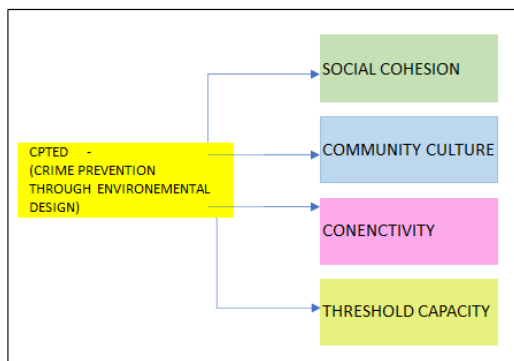 SOCIAL COHESION
CPTED -
(CRIME PREVENTION
THROUGH ENVIRONEMENTAL
DESIGN)
COMMUNITY CULTURE
CONENCTIVITY
THRESHOLD CAPACITY